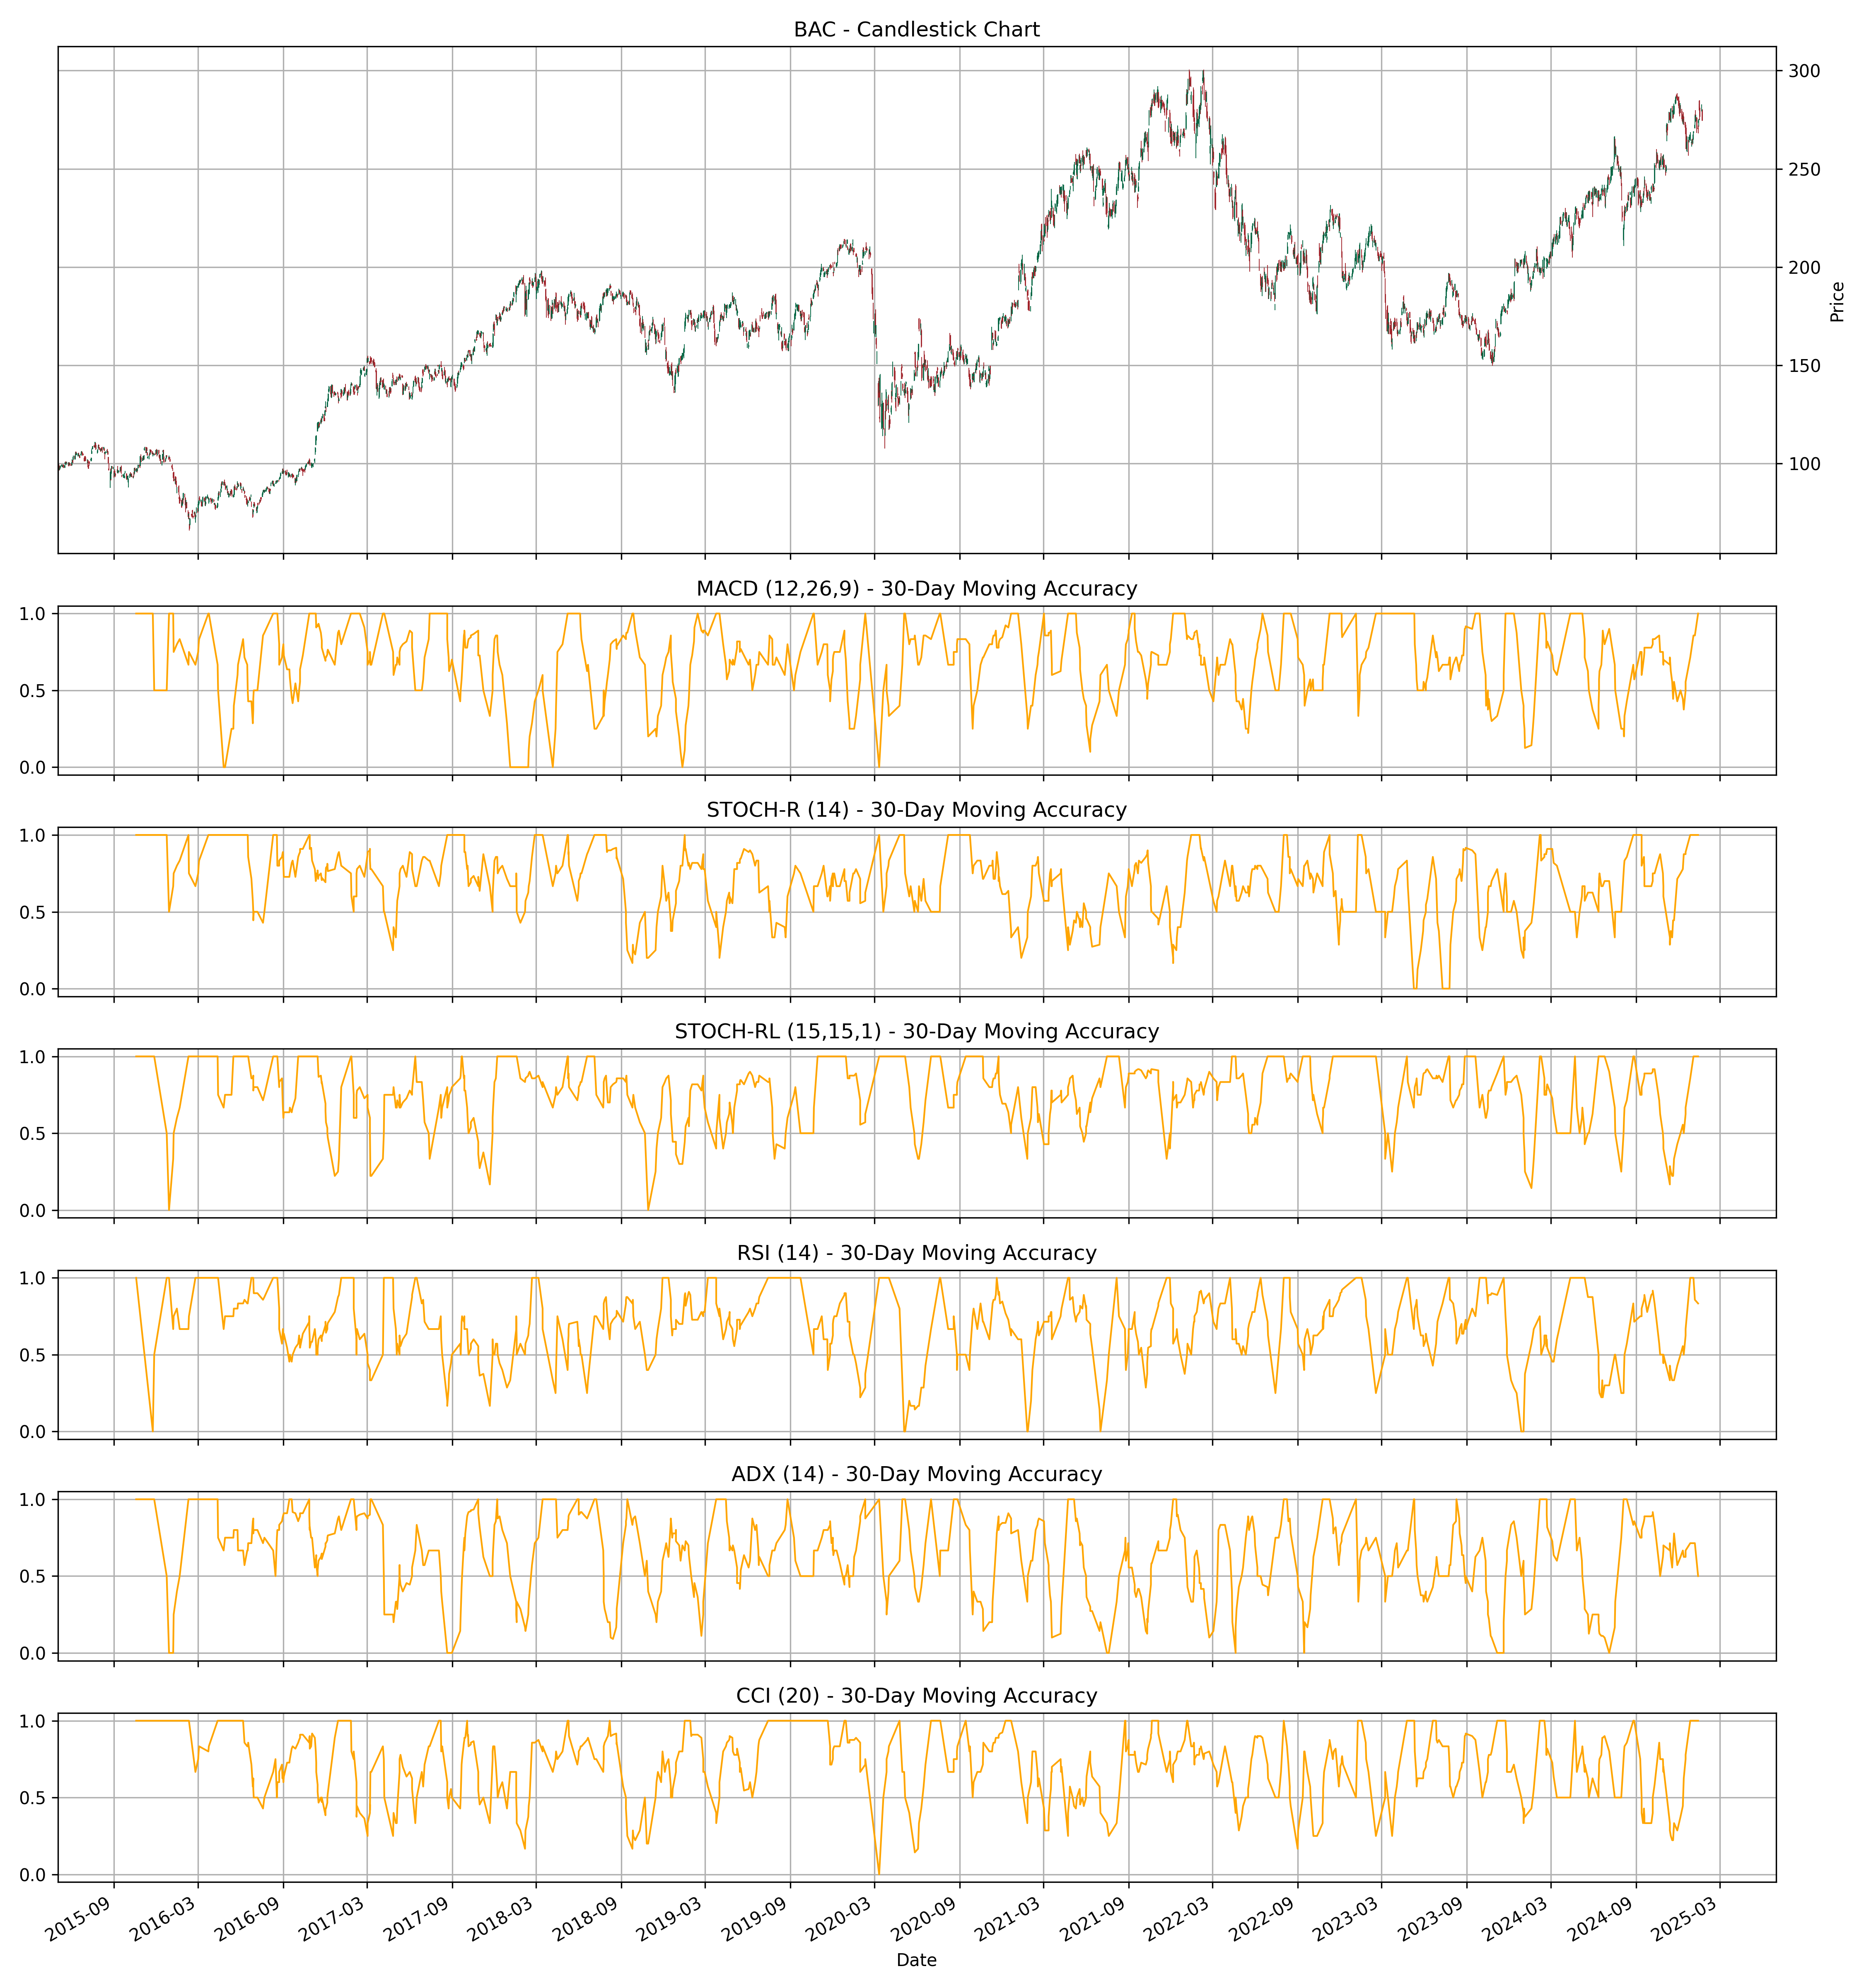 BAC - Candlestick Chart
300
250
200
150
100
Price
MACD (12,26,9) - 30-Day Moving Accuracy
1.0
0.5
0.0
STOCH-R (14) - 30-Day Moving Accuracy
1.0
0.5
0.0
STOCH-RL (15,15,1) - 30-Day Moving Accuracy
1.0
0.5
0.0
RSI (14) - 30-Day Moving Accuracy
1.0
0.5
0.0
ADX (14) - 30-Day Moving Accuracy
1.0
0.5
0.0
CCI (20) - 30-Day Moving Accuracy
1.0
0.5
0.0
2015-09 2016-03 2016-09 2017-03 2017-09 2018-03 2018-09 2019-03 2019-09 2020-03 2020-09 2021-03 2021-09 2022-03 2022-09 2023-03 2023-09 2024-03 2024-09 2025-03
Date